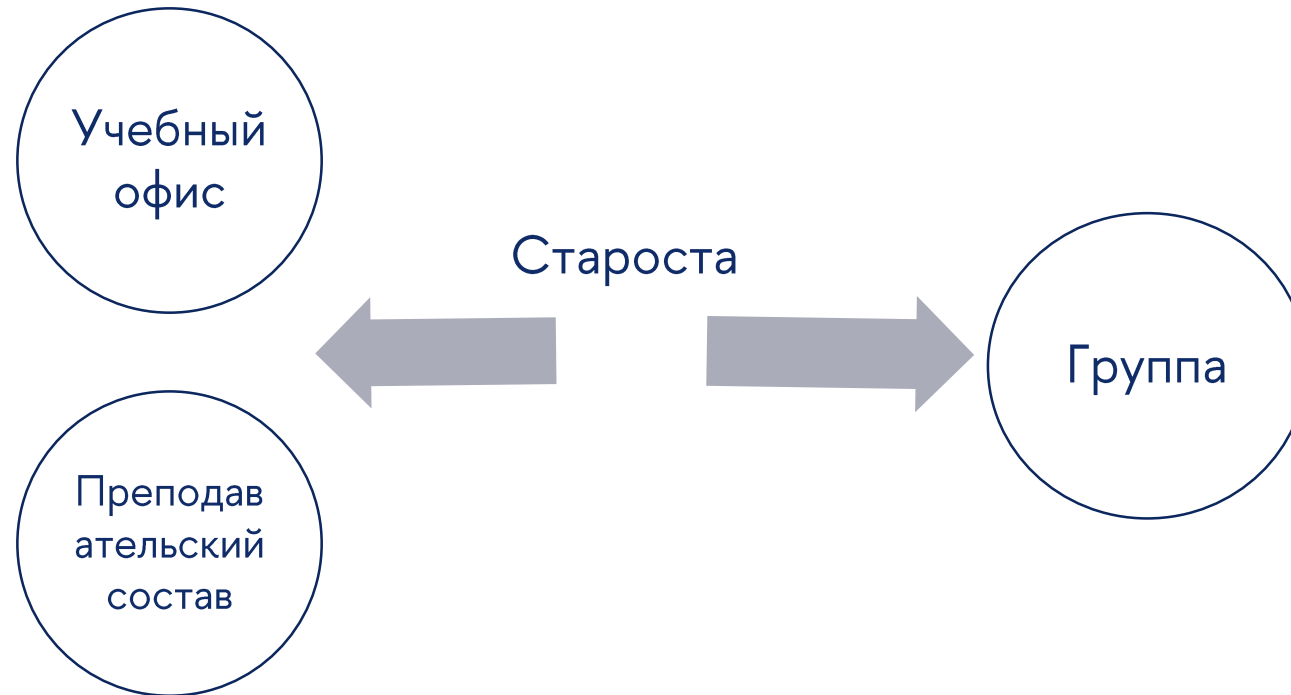 Учебный
офис
Староста
Группа
Преподав
ательский
состав